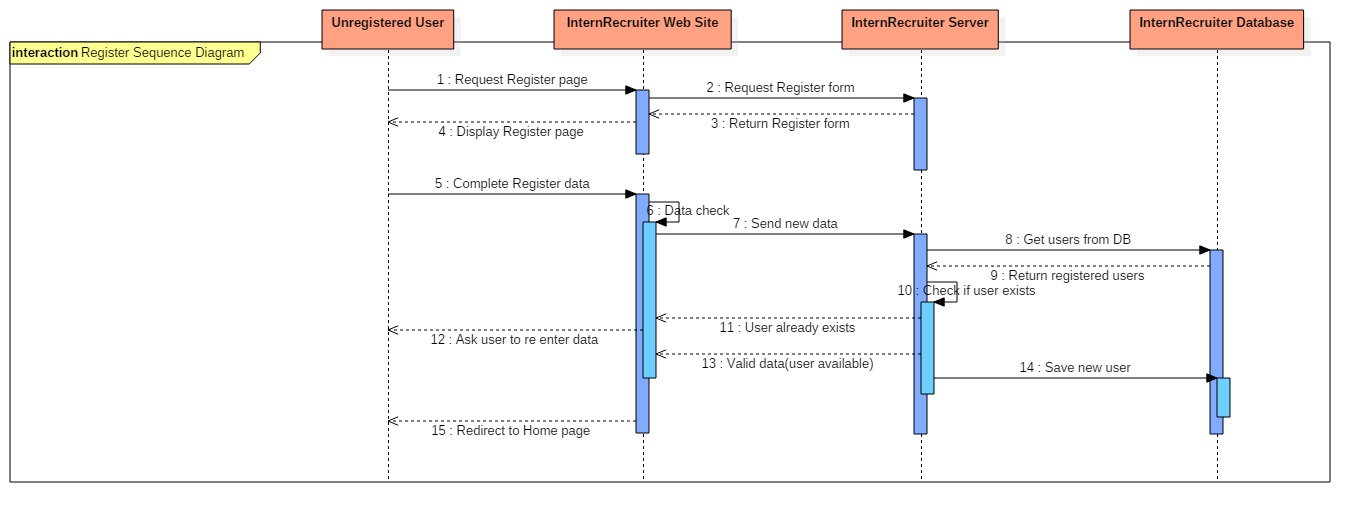 Unregistered User
InternRecruiter Web Site
InternRecruiter Server
InternRecruiter Database
interaction Register Sequence Diagram
1 : Request Register page
2 : Request Register form
3 : Return Register form
4 : Display Register page
5 : Complete Register data
6 : Data check
7 : Send new data
8 : Get users from DB
9 : Return registered users
10 : Check if user exists
11 : User already exists
12 : Ask user to re enter data
13 : Valid data(user available)
14 : Save new user
15 : Redirect to Home page